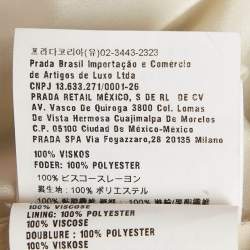 프라다코리아(유)02-3443-2323
Prada Brasil Importação e Comércio
de Artigos de Luxo Ltda
CNPJ 13.633.271/0001-26
PRADA RETAIL MÉXICO, S DE RL DE CV
AV. Vasco De Quiroga 3800 Col. Lomas
De Vista Hermosa Cuajimalpa De Morelos
C.P. 05100 Ciudad De México-México
PRADA SPA Via Fogazzaro,28 20135 Milano
100% VISKOS
FODER: 100% POLYESTER
100% ビスコースレーヨン
裏生地: 100% ポリエステル
100% VISCOSE
LINING: 100% POLYESTER
100% VISCOSE
DOUBLURE : 100% POLYESTER
100% VISKOSE